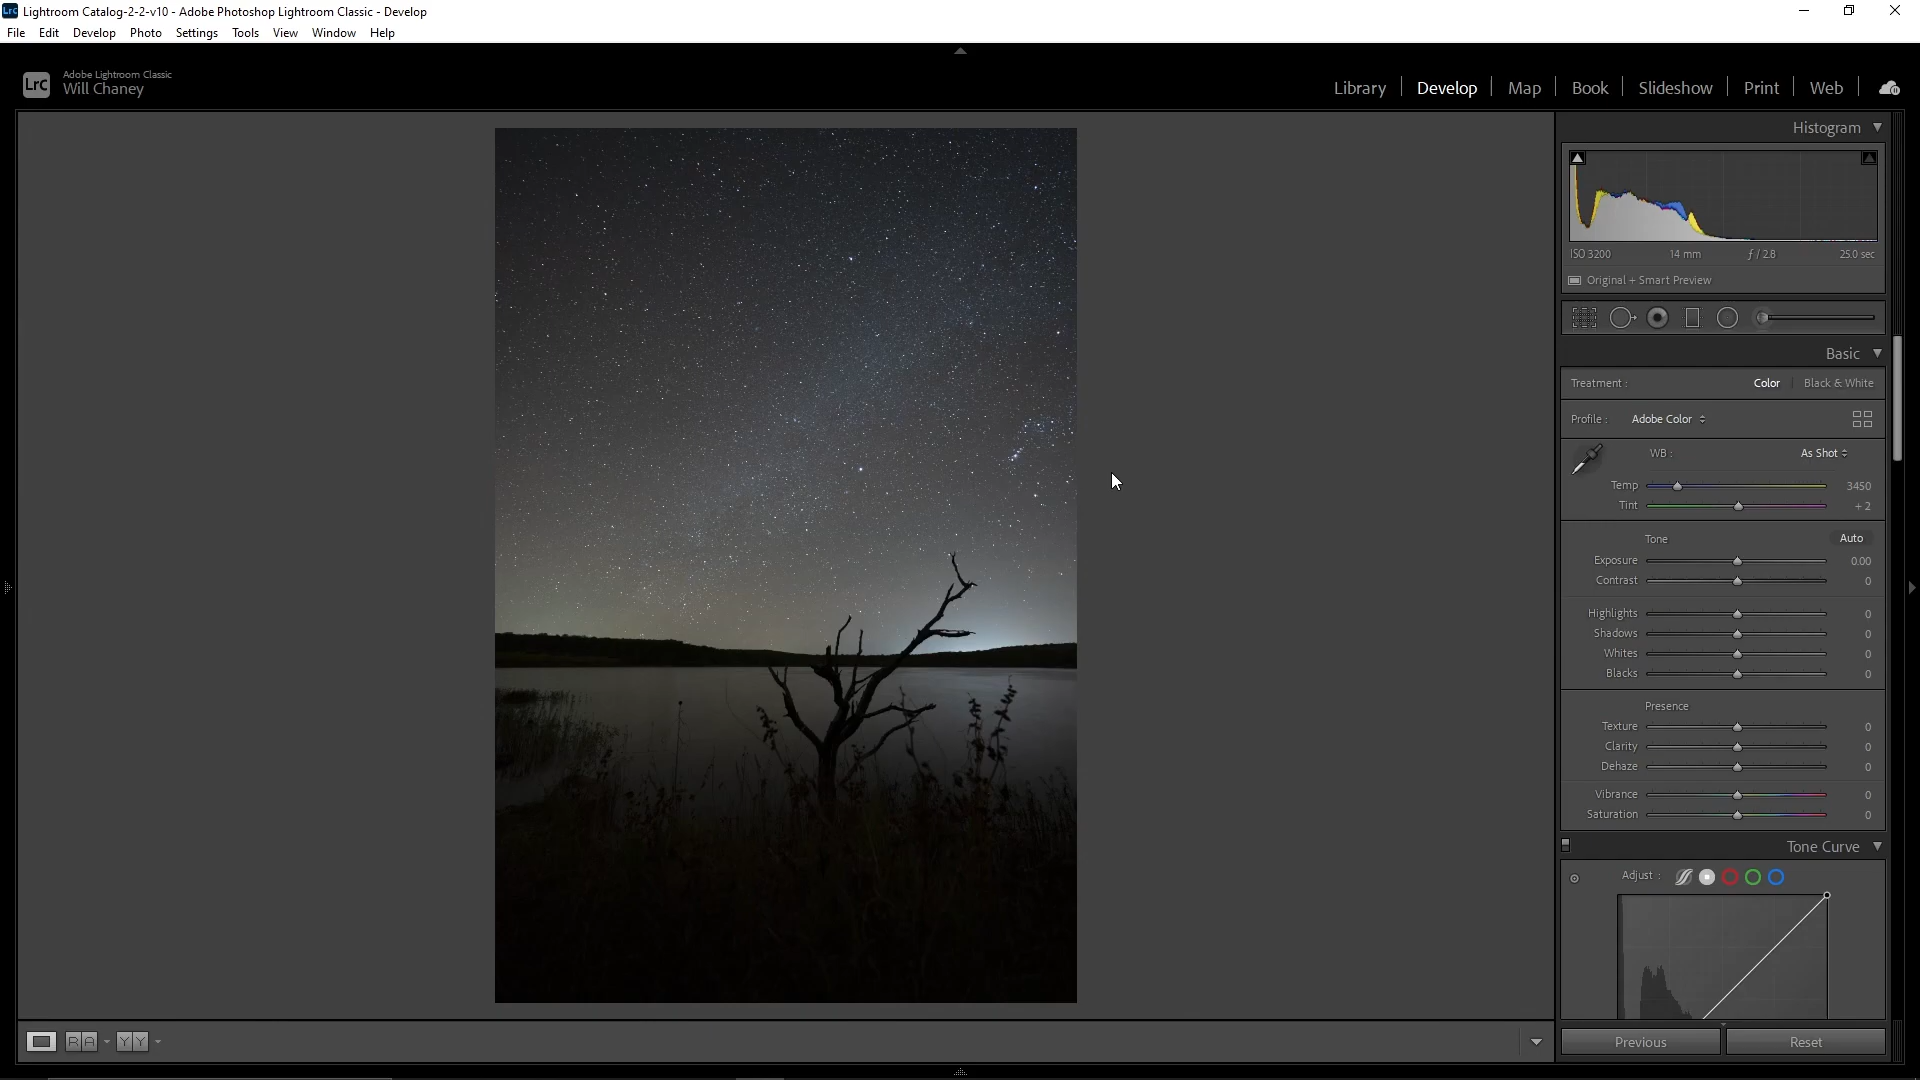 Lrc Lightroom Catalog-2-2-v10 - Adobe Photoshop Lightroom Classic - Develop
File Edit Develop Photo Settings Tools View Window Help
LrC
Adobe Lightroom Classic
Will Chaney
Library Develop Map Book Slideshow Print Web
Histogram
ISO 3200 14 mm ƒ / 2.8 25.0 sec
Original + Smart Preview
Basic
Treatment : Color Black & White
Profile : Adobe Color
WB : As Shot
Temp 3450
Tint + 2
Tone Auto
Exposure 0.00
Contrast 0
Highlights 0
Shadows 0
Whites 0
Blacks 0
Presence
Texture 0
Clarity 0
Dehaze 0
Vibrance 0
Saturation 0
Tone Curve
Adjust :
R A Y Y
Previous Reset